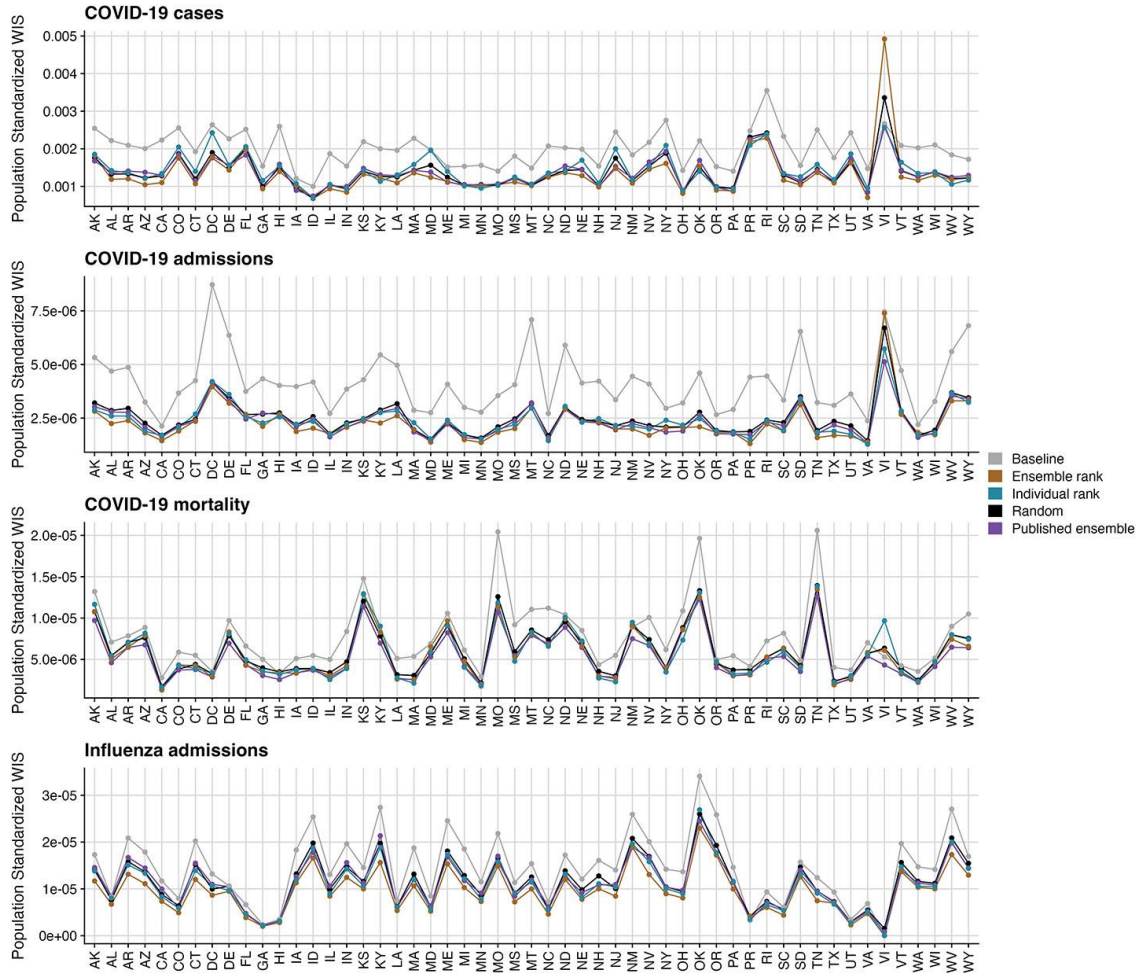 COVID-19 cases
Population Standardized WIS
0.005
0.004
0.003
0.002
0.001
AK AL AR AZ CA CO CT DC DE FL GA HI IA ID IL IN KS KY LA MA MD ME MI MN MO MS MT NC ND NE NH NJ NM NV NY OH OK OR PA PR RI SC SD TN TX UT VA VI VT WA WI WV WY
COVID-19 admissions
Population Standardized WIS
7.5e-06
5.0e-06
2.5e-06
AK AL AR AZ CA CO CT DC DE FL GA HI IA ID IL IN KS KY LA MA MD ME MI MN MO MS MT NC ND NE NH NJ NM NV NY OH OK OR PA PR RI SC SD TN TX UT VA VI VT WA WI WV WY
Baseline
Ensemble rank
Individual rank
Random
Published ensemble
COVID-19 mortality
Population Standardized WIS
2.0e-05
1.5e-05
1.0e-05
5.0e-06
AK AL AR AZ CA CO CT DC DE FL GA HI IA ID IL IN KS KY LA MA MD ME MI MN MO MS MT NC ND NE NH NJ NM NV NY OH OK OR PA PR RI SC SD TN TX UT VA VI VT WA WI WV WY
Influenza admissions
Population Standardized WIS
3e-05
2e-05
1e-05
0e+00
AK AL AR AZ CA CO CT DC DE FL GA HI IA ID IL IN KS KY LA MA MD ME MI MN MO MS MT NC ND NE NH NJ NM NV NY OH OK OR PA PR RI SC SD TN TX UT VA VI VT WA WI WV WY